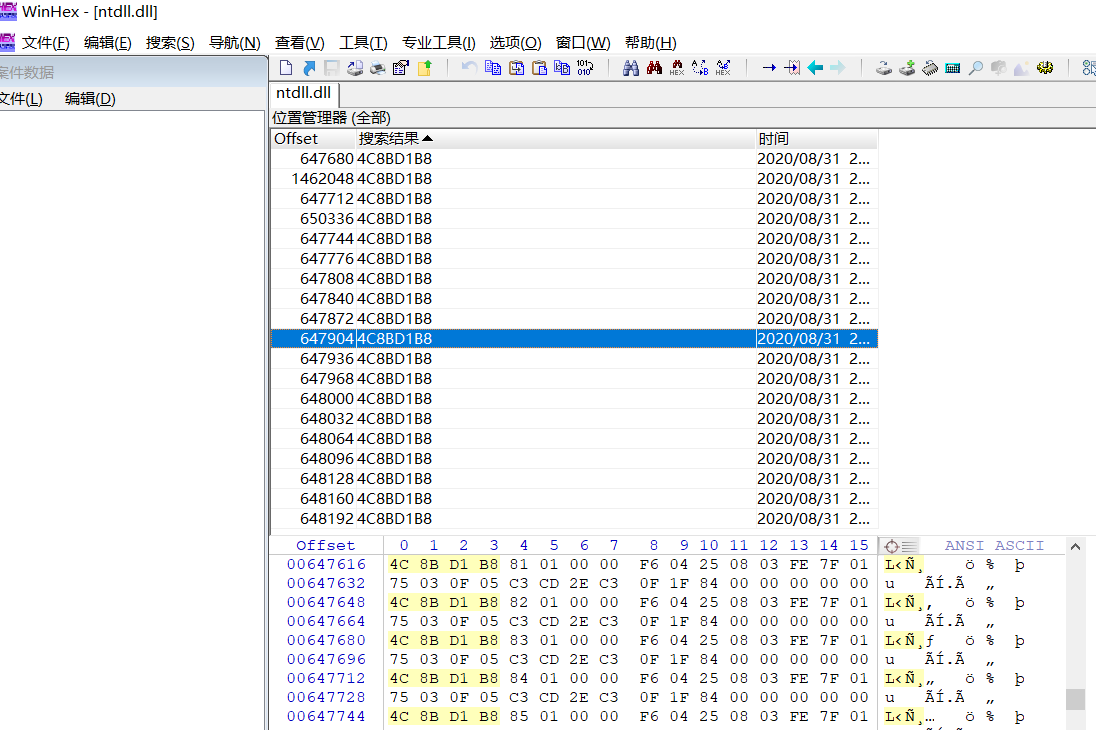 WinHex - [ntdll.dll]
文件(F) 编辑(E) 搜索(S) 导航(N) 查看(V) 工具(T) 专业工具(I) 选项(O) 窗口(W) 帮助(H)
案件数据
文件(L) 编辑(D)
ntdll.dll
位置管理器 (全部)
Offset 搜索结果 时间
647680 4C8BD1B8 2020/08/31 2...
1462048 4C8BD1B8 2020/08/31 2...
647712 4C8BD1B8 2020/08/31 2...
650336 4C8BD1B8 2020/08/31 2...
647744 4C8BD1B8 2020/08/31 2...
647776 4C8BD1B8 2020/08/31 2...
647808 4C8BD1B8 2020/08/31 2...
647840 4C8BD1B8 2020/08/31 2...
647872 4C8BD1B8 2020/08/31 2...
647904 4C8BD1B8 2020/08/31 2...
647936 4C8BD1B8 2020/08/31 2...
647968 4C8BD1B8 2020/08/31 2...
648000 4C8BD1B8 2020/08/31 2...
648032 4C8BD1B8 2020/08/31 2...
648064 4C8BD1B8 2020/08/31 2...
648096 4C8BD1B8 2020/08/31 2...
648128 4C8BD1B8 2020/08/31 2...
648160 4C8BD1B8 2020/08/31 2...
648192 4C8BD1B8 2020/08/31 2...
Offset 0 1 2 3 4 5 6 7 8 9 10 11 12 13 14 15 ANSI ASCII
00647616 4C 8B D1 B8 81 01 00 00 F6 04 25 08 03 FE 7F 01 L‹Ñ¸ ö % þ
00647632 75 03 0F 05 C3 CD 2E C3 0F 1F 84 00 00 00 00 00 u ÃÍ.Ã „
00647648 4C 8B D1 B8 82 01 00 00 F6 04 25 08 03 FE 7F 01 L‹Ñ¸‚ ö % þ
00647664 75 03 0F 05 C3 CD 2E C3 0F 1F 84 00 00 00 00 00 u ÃÍ.Ã „
00647680 4C 8B D1 B8 83 01 00 00 F6 04 25 08 03 FE 7F 01 L‹Ñ¸ƒ ö % þ
00647696 75 03 0F 05 C3 CD 2E C3 0F 1F 84 00 00 00 00 00 u ÃÍ.Ã „
00647712 4C 8B D1 B8 84 01 00 00 F6 04 25 08 03 FE 7F 01 L‹Ñ¸„ ö % þ
00647728 75 03 0F 05 C3 CD 2E C3 0F 1F 84 00 00 00 00 00 u ÃÍ.Ã „
00647744 4C 8B D1 B8 85 01 00 00 F6 04 25 08 03 FE 7F 01 L‹Ñ¸… ö % þ